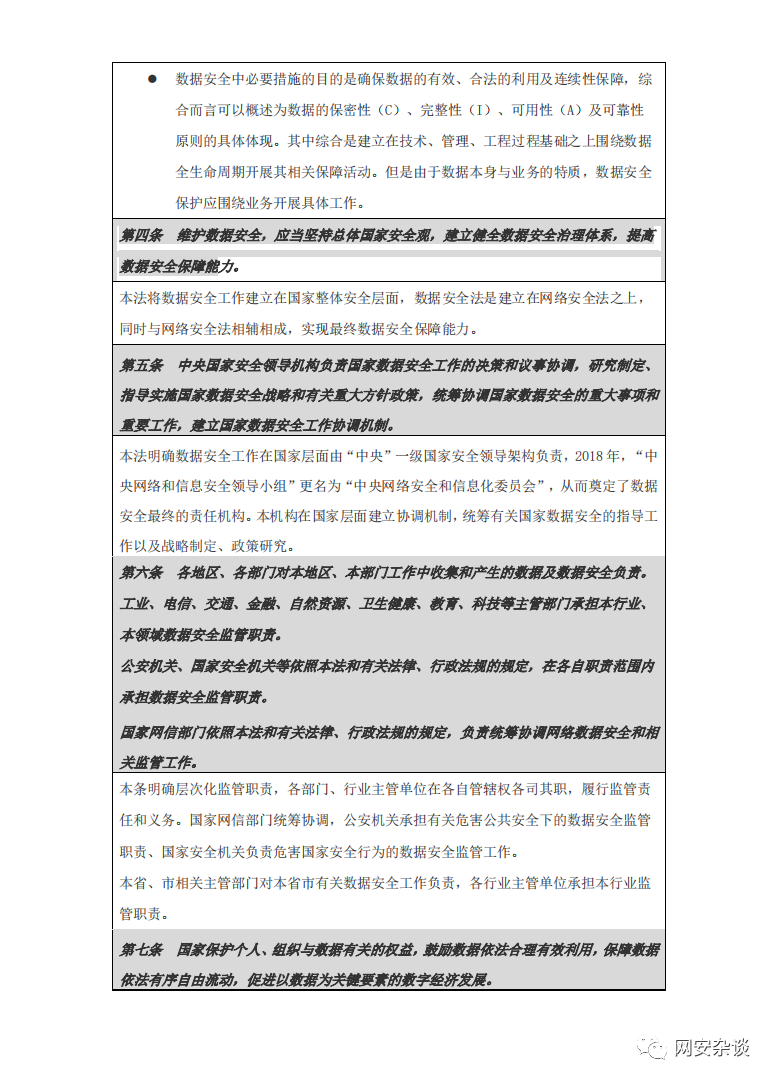 ● 数据安全中必要措施的目的是确保数据的有效、合法的利用及连续性保障，综
合而言可以概述为数据的保密性（C）、完整性（I）、可用性（A）及可靠性
原则的具体体现。其中综合是建立在技术、管理、工程过程基础之上围绕数据
全生命周期开展其相关保障活动。但是由于数据本身与业务的特质，数据安全
保护应围绕业务开展具体工作。
第四条 维护数据安全，应当坚持总体国家安全观，建立健全数据安全治理体系，提高
数据安全保障能力。
本法将数据安全工作建立在国家整体安全层面，数据安全法是建立在网络安全法之上，
同时与网络安全法相辅相成，实现最终数据安全保障能力。
第五条 中央国家安全领导机构负责国家数据安全工作的决策和议事协调，研究制定、
指导实施国家数据安全战略和有关重大方针政策，统筹协调国家数据安全的重大事项和
重要工作，建立国家数据安全工作协调机制。
本法明确数据安全工作在国家层面由“中央”一级国家安全领导架构负责，2018 年，“中
央网络和信息安全领导小组”更名为“中央网络安全和信息化委员会”，从而奠定了数据
安全最终的责任机构。本机构在国家层面建立协调机制，统筹有关国家数据安全的指导工
作以及战略制定、政策研究。
第六条 各地区、各部门对本地区、本部门工作中收集和产生的数据及数据安全负责。
工业、电信、交通、金融、自然资源、卫生健康、教育、科技等主管部门承担本行业、
本领域数据安全监管职责。
公安机关、国家安全机关等依照本法和有关法律、行政法规的规定，在各自职责范围内
承担数据安全监管职责。
国家网信部门依照本法和有关法律、行政法规的规定，负责统筹协调网络数据安全和相
关监管工作。
本条明确层次化监管职责，各部门、行业主管单位在各自管辖权各司其职，履行监管责
任和义务。国家网信部门统筹协调，公安机关承担有关危害公共安全下的数据安全监管
职责、国家安全机关负责危害国家安全行为的数据安全监管工作。
本省、市相关主管部门对本省市有关数据安全工作负责，各行业主管单位承担本行业监
管职责。
第七条 国家保护个人、组织与数据有关的权益，鼓励数据依法合理有效利用，保障数据
依法有序自由流动，促进以数据为关键要素的数字经济发展。
网安杂谈